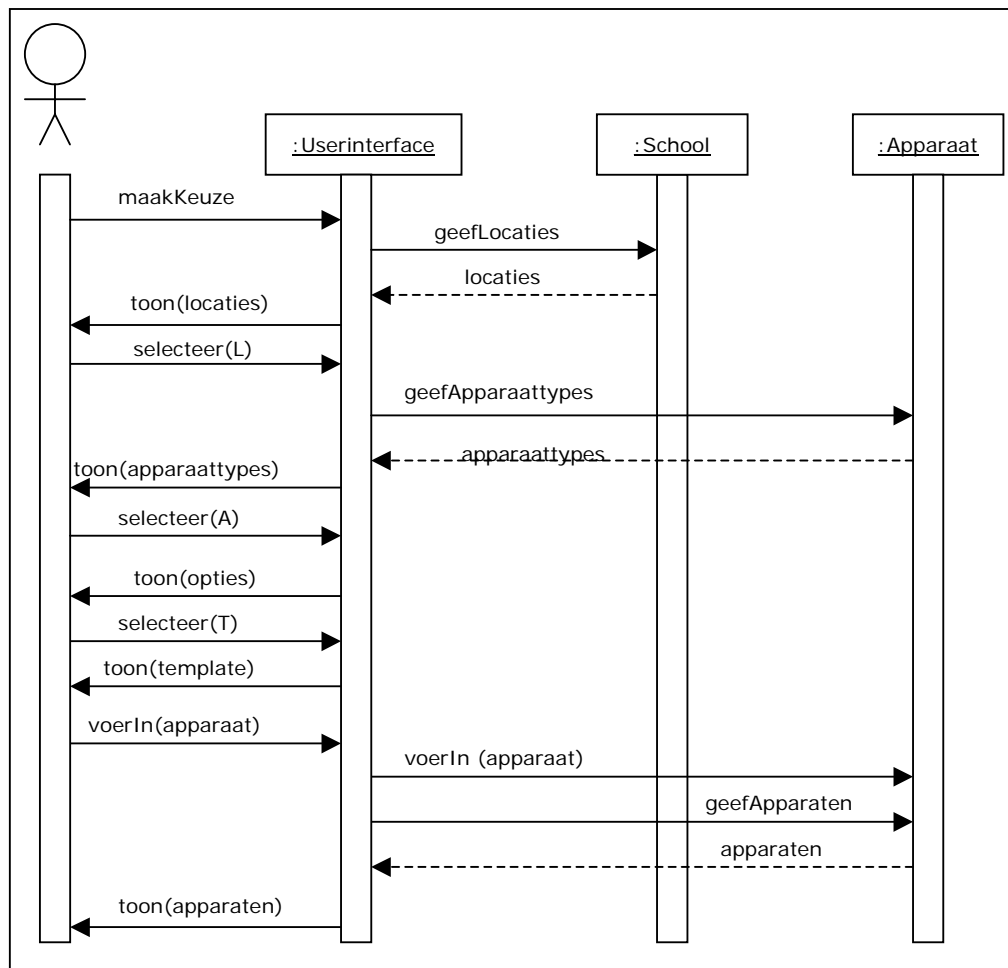 :Userinterface
:School
:Apparaat
maakKeuze
geefLocaties
locaties
toon(locaties)
selecteer(L)
geefApparaattypes
apparaattypes
toon(apparaattypes)
selecteer(A)
toon(opties)
selecteer(T)
toon(template)
voerIn(apparaat)
voerIn (apparaat)
geefApparaten
apparaten
toon(apparaten)